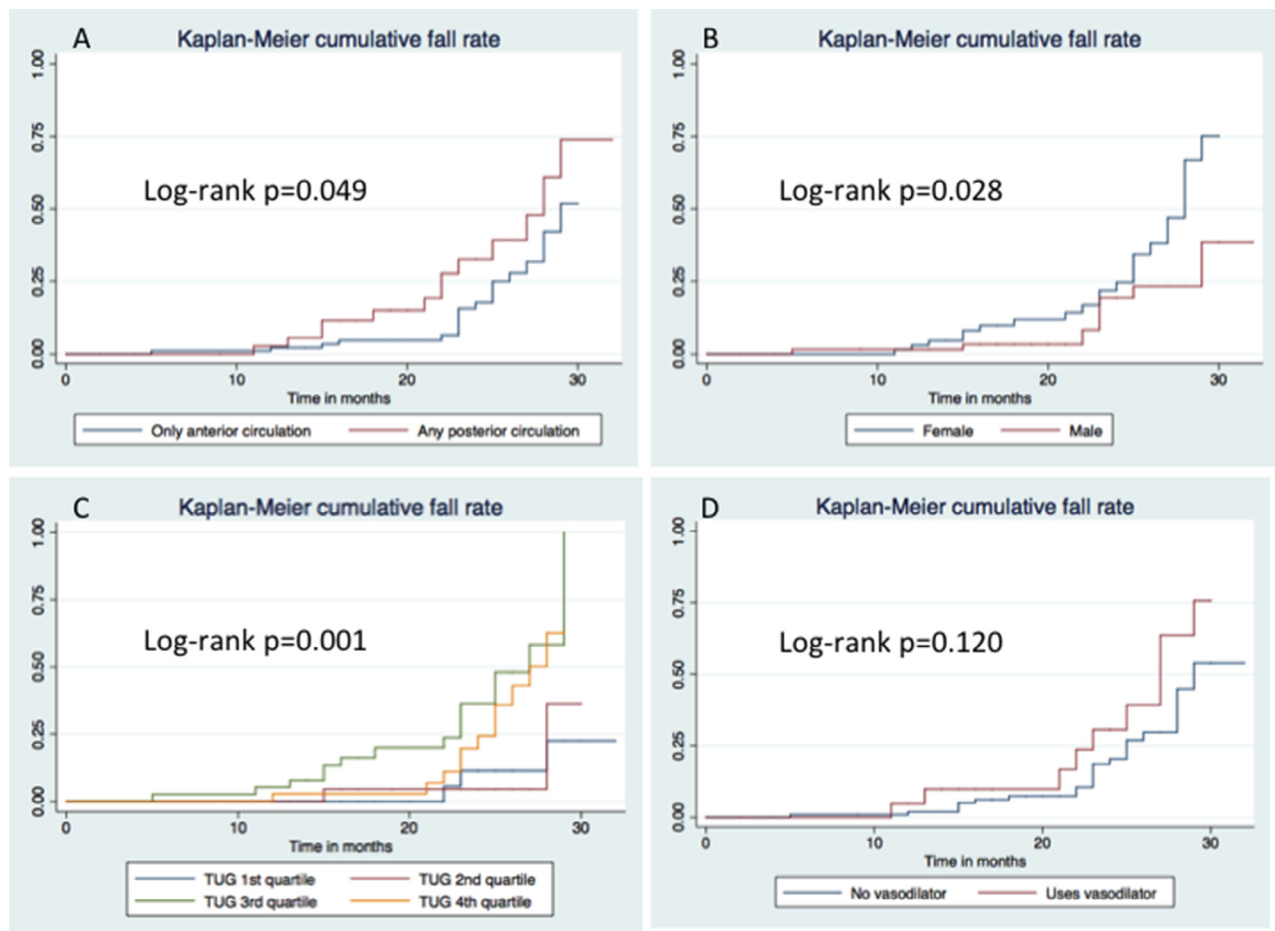 A
Kaplan-Meier cumulative fall rate
1.00
0.75
0.50
0.25
0.00
Log-rank p=0.049
0 10 20 30
Time in months
Only anterior circulation Any posterior circulation
B
Kaplan-Meier cumulative fall rate
1.00
0.75
0.50
0.25
0.00
Log-rank p=0.028
0 10 20 30
Time in months
Female Male
C
Kaplan-Meier cumulative fall rate
1.00
0.75
0.50
0.25
0.00
Log-rank p=0.001
0 10 20 30
Time in months
TUG 1st quartile TUG 2nd quartile
TUG 3rd quartile TUG 4th quartile
D
Kaplan-Meier cumulative fall rate
1.00
0.75
0.50
0.25
0.00
Log-rank p=0.120
0 10 20 30
Time in months
No vasodilator Uses vasodilator